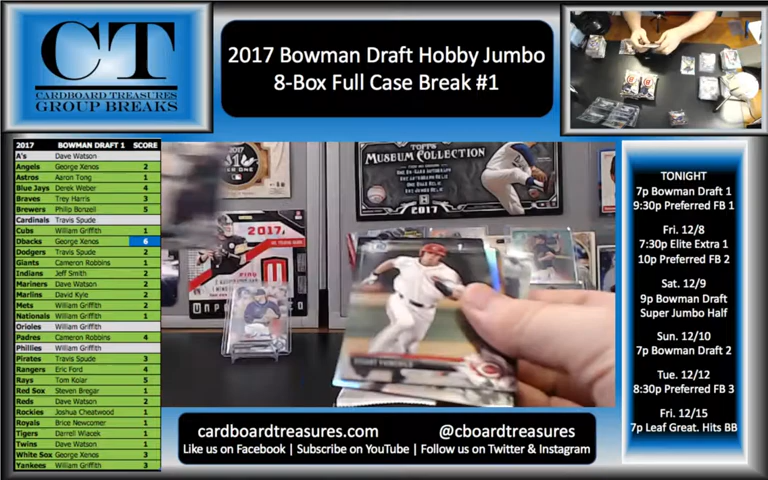 CT
CARDBOARD TREASURES
GROUP BREAKS
2017 Bowman Draft Hobby Jumbo
8-Box Full Case Break #1
2017 BOWMAN DRAFT 1 SCORE
A's Dave Watson
Angels George Xenos 2
Astros Aaron Tong 1
Blue Jays Derek Weber 4
Braves Trey Harris 3
Brewers Philip Bonzell 5
Cardinals Travis Spude
Cubs William Griffith 1
Dbacks George Xenos 6
Dodgers Travis Spude 2
Giants Cameron Robbins 1
Indians Jeff Smith 2
Mariners Dave Watson 2
Marlins David Kyle 2
Mets William Griffith 2
Nationals William Griffith 1
Orioles William Griffith
Padres Cameron Robbins 4
Phillies William Griffith
Pirates Travis Spude 3
Rangers Eric Ford 4
Rays Tom Kolar 5
Red Sox Steven Bregar 1
Reds Dave Watson 2
Rockies Joshua Cheatwood 1
Royals Brice Newcomer 1
Tigers Darrell Wiacek 1
Twins Dave Watson 1
White Sox George Xenos 3
Yankees William Griffith 3
TOPPS
MUSEUM COLLECTION
2017
2017,
TONIGHT
7p Bowman Draft 1
9:30p Preferred FB 1
Fri. 12/8
7:30p Elite Extra 1
10p Preferred FB 2
Sat. 12/9
9p Bowman Draft
Super Jumbo Half
Sun. 12/10
7p Bowman Draft 2
Tue. 12/12
8:30p Preferred FB 3
Fri. 12/15
7p Leaf Great. Hits BB
cardboardtreasures.com @cboardtreasures
Like us on Facebook | Subscribe on YouTube | Follow us on Twitter & Instagram